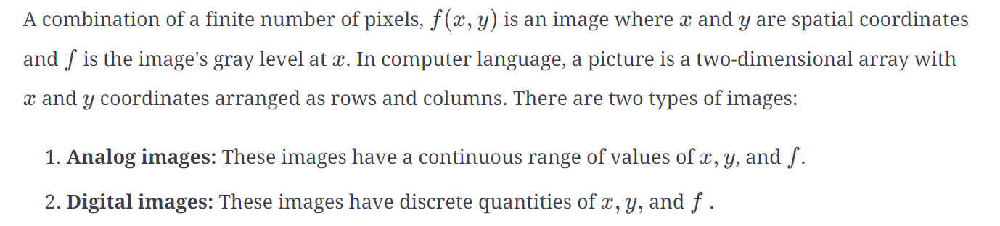 A combination of a finite number of pixels, f(x, y) is an image where x and y are spatial coordinates
and f is the image's gray level at x. In computer language, a picture is a two-dimensional array with
x and y coordinates arranged as rows and columns. There are two types of images:
1. Analog images: These images have a continuous range of values of x, y, and f.
2. Digital images: These images have discrete quantities of x, y, and f .